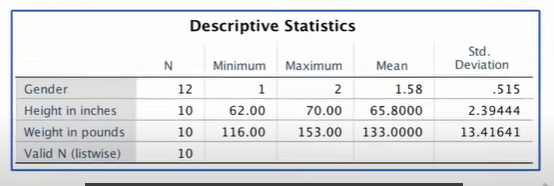 Descriptive Statistics
N Minimum Maximum Mean Std. Deviation
Gender 12 1 2 1.58 .515
Height in inches 10 62.00 70.00 65.8000 2.39444
Weight in pounds 10 116.00 153.00 133.0000 13.41641
Valid N (listwise) 10